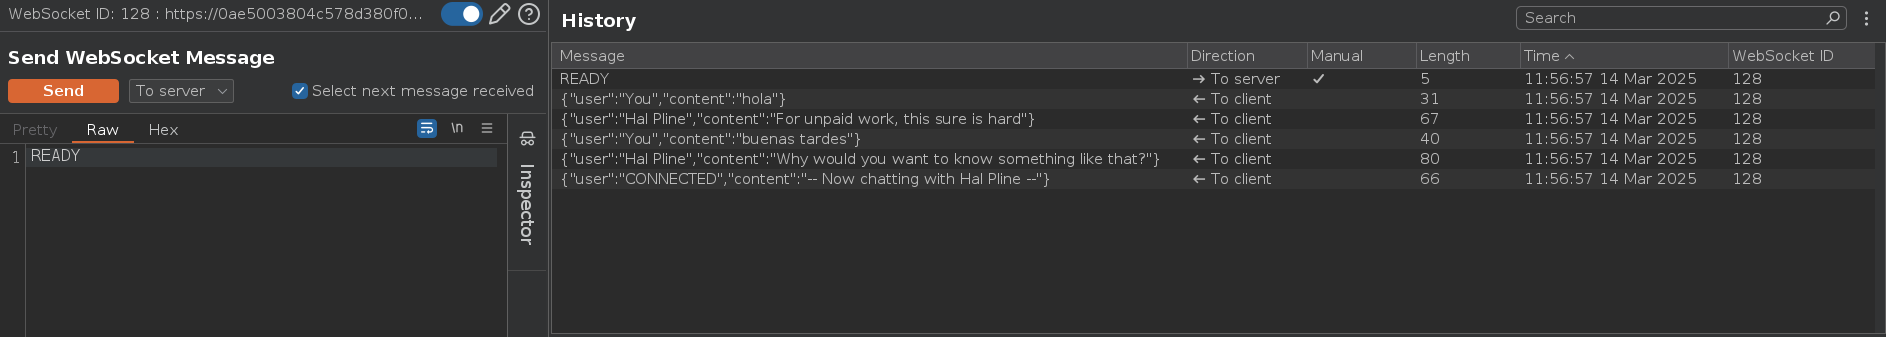 WebSocket ID: 128 : https://0ae5003804c578d380f0...
Send WebSocket Message
Send To server Select next message received
Pretty Raw Hex \n
1 READY
Inspector
History
Search
Message Direction Manual Length Time WebSocket ID
READY → To server ✓ 5 11:56:57 14 Mar 2025 128
{"user":"You","content":"hola"} ← To client 31 11:56:57 14 Mar 2025 128
{"user":"Hal Pline","content":"For unpaid work, this sure is hard"} ← To client 67 11:56:57 14 Mar 2025 128
{"user":"You","content":"buenas tardes"} ← To client 40 11:56:57 14 Mar 2025 128
{"user":"Hal Pline","content":"Why would you want to know something like that?"} ← To client 80 11:56:57 14 Mar 2025 128
{"user":"CONNECTED","content":"-- Now chatting with Hal Pline --"} ← To client 66 11:56:57 14 Mar 2025 128